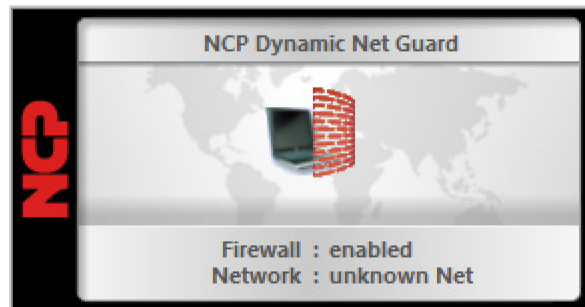 NCP Dynamic Net Guard
NCP
Firewall : enabled
Network : unknown Net